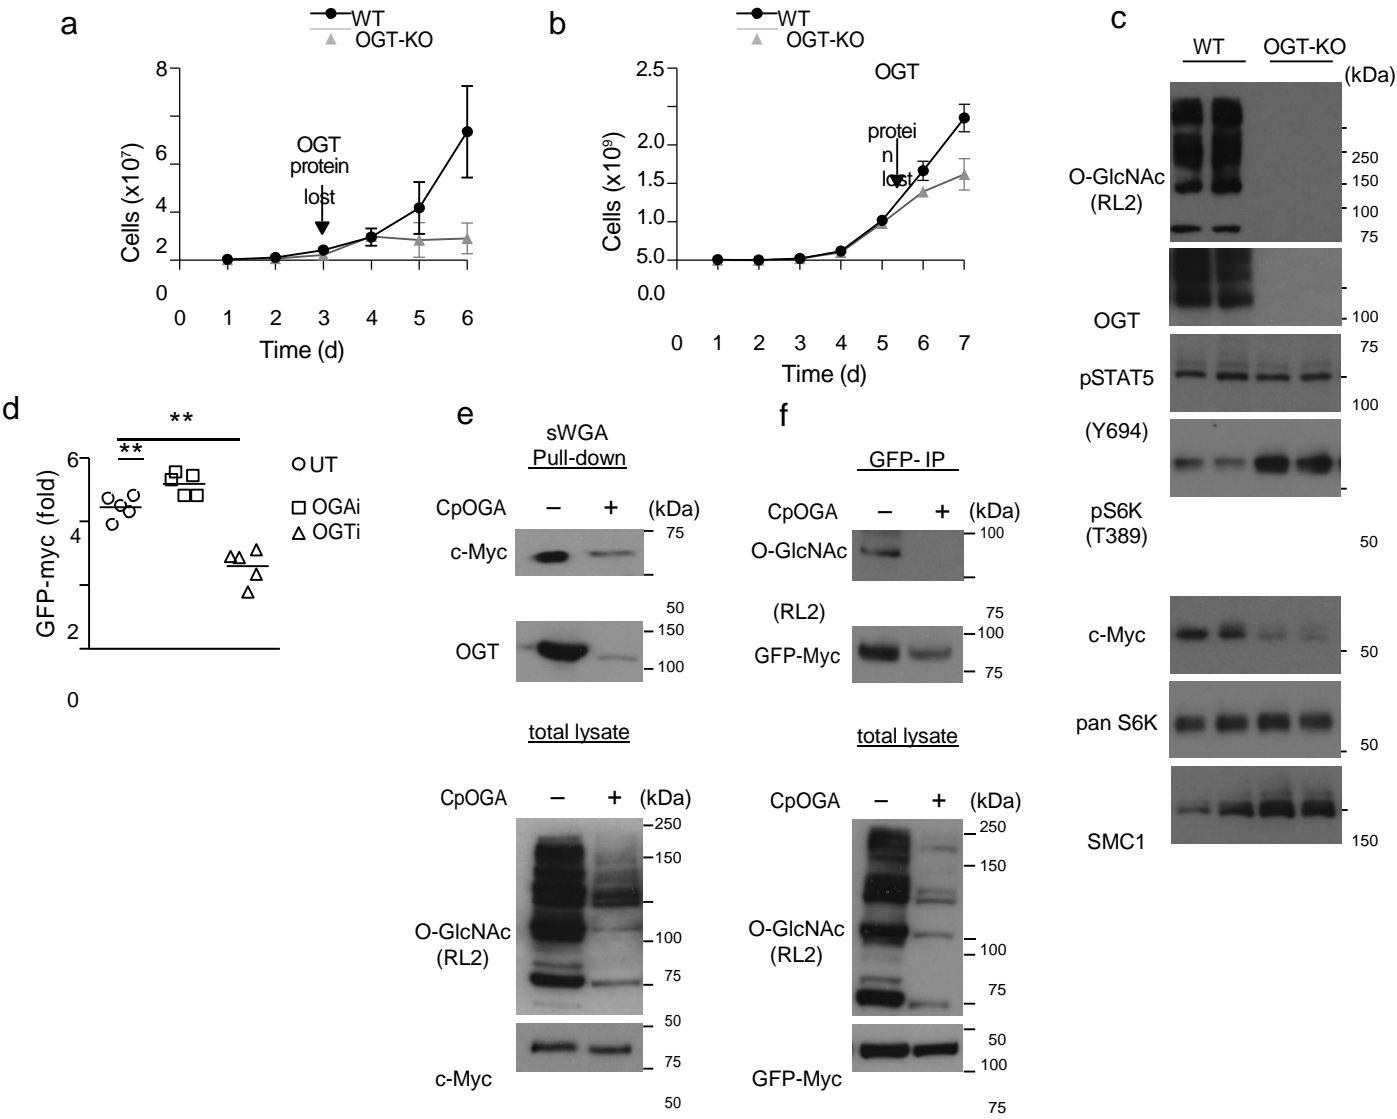 a
WT
OGT-KO
8
6
4
2
0
Cells (x10⁷)
OGT
protein
lost
0 1 2 3 4 5 6
Time (d)
b
WT
OGT-KO
OGT
2.5
2.0
1.5
1.0
5.0
0.0
Cells (x10⁹)
protei
n
lost
0 1 2 3 4 5 6 7
Time (d)
c
WT OGT-KO
(kDa)
O-GlcNAc
(RL2)
250
150
100
75
OGT
100
75
pSTAT5
(Y694)
100
pS6K
(T389)
50
c-Myc
50
pan S6K
50
SMC1
150
d
**
**
6
4
2
0
GFP-myc (fold)
UT
OGAi
OGTi
e
sWGA
Pull-down
CpOGA – + (kDa)
c-Myc
75
50
OGT
150
100
total lysate
CpOGA – + (kDa)
O-GlcNAc
(RL2)
250
150
100
75
50
c-Myc
75
50
f
GFP- IP
CpOGA – + (kDa)
O-GlcNAc
(RL2)
100
75
GFP-Myc
100
75
total lysate
CpOGA – + (kDa)
O-GlcNAc
(RL2)
250
150
100
75
50
GFP-Myc
100
75